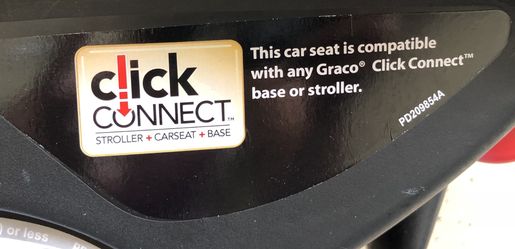 click
CONNECT™
STROLLER + CARSEAT + BASE
This car seat is compatible
with any Graco® Click Connect™
base or stroller.
PD209854A
) or less